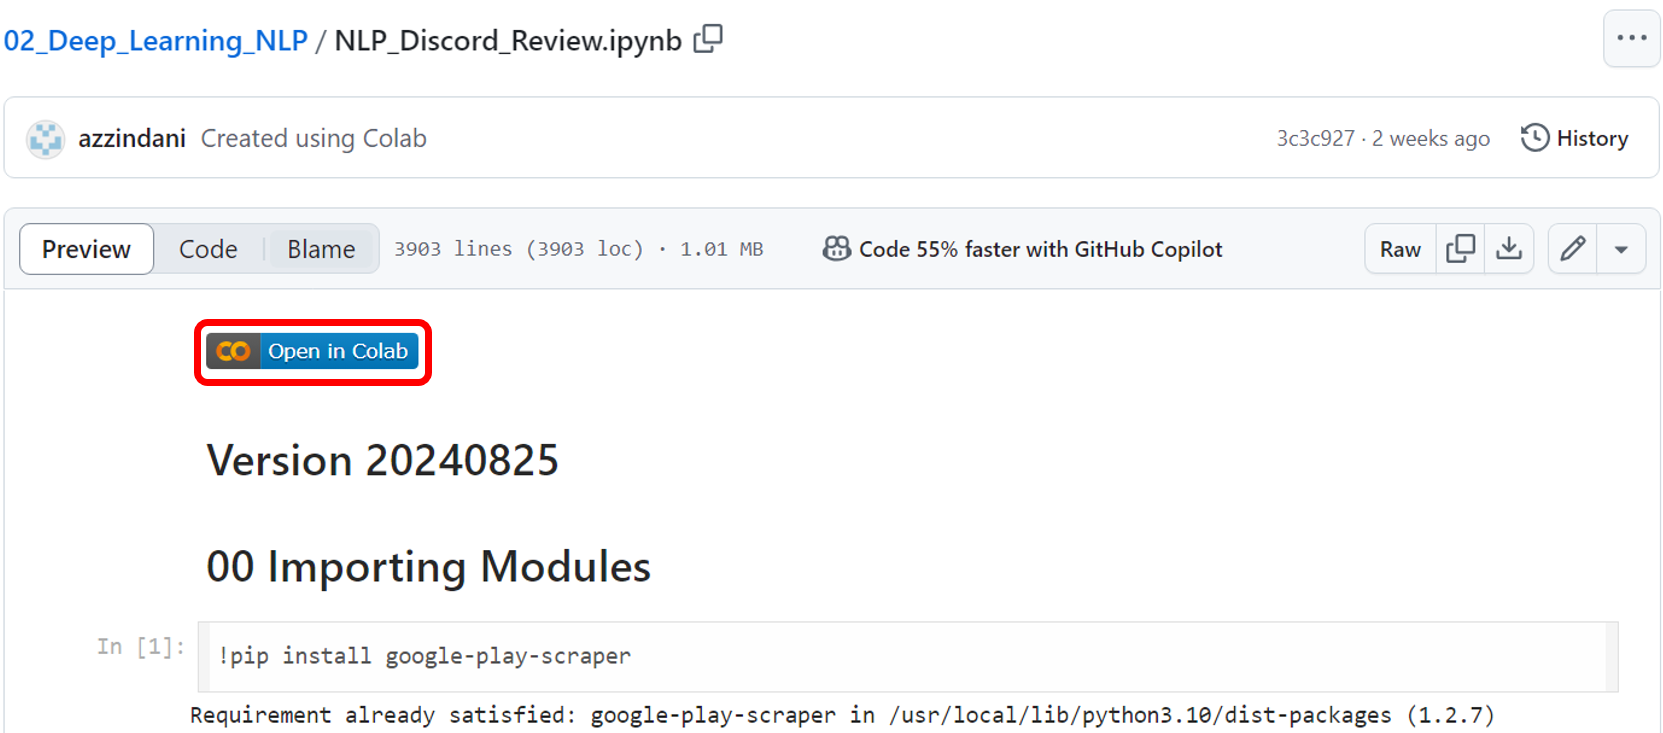 02_Deep_Learning_NLP / NLP_Discord_Review.ipynb
azzindani Created using Colab 3c3c927 · 2 weeks ago History
Preview Code Blame 3903 lines (3903 loc) · 1.01 MB Code 55% faster with GitHub Copilot Raw
Open in Colab
Version 20240825
00 Importing Modules
In [1]: !pip install google-play-scraper
Requirement already satisfied: google-play-scraper in /usr/local/lib/python3.10/dist-packages (1.2.7)